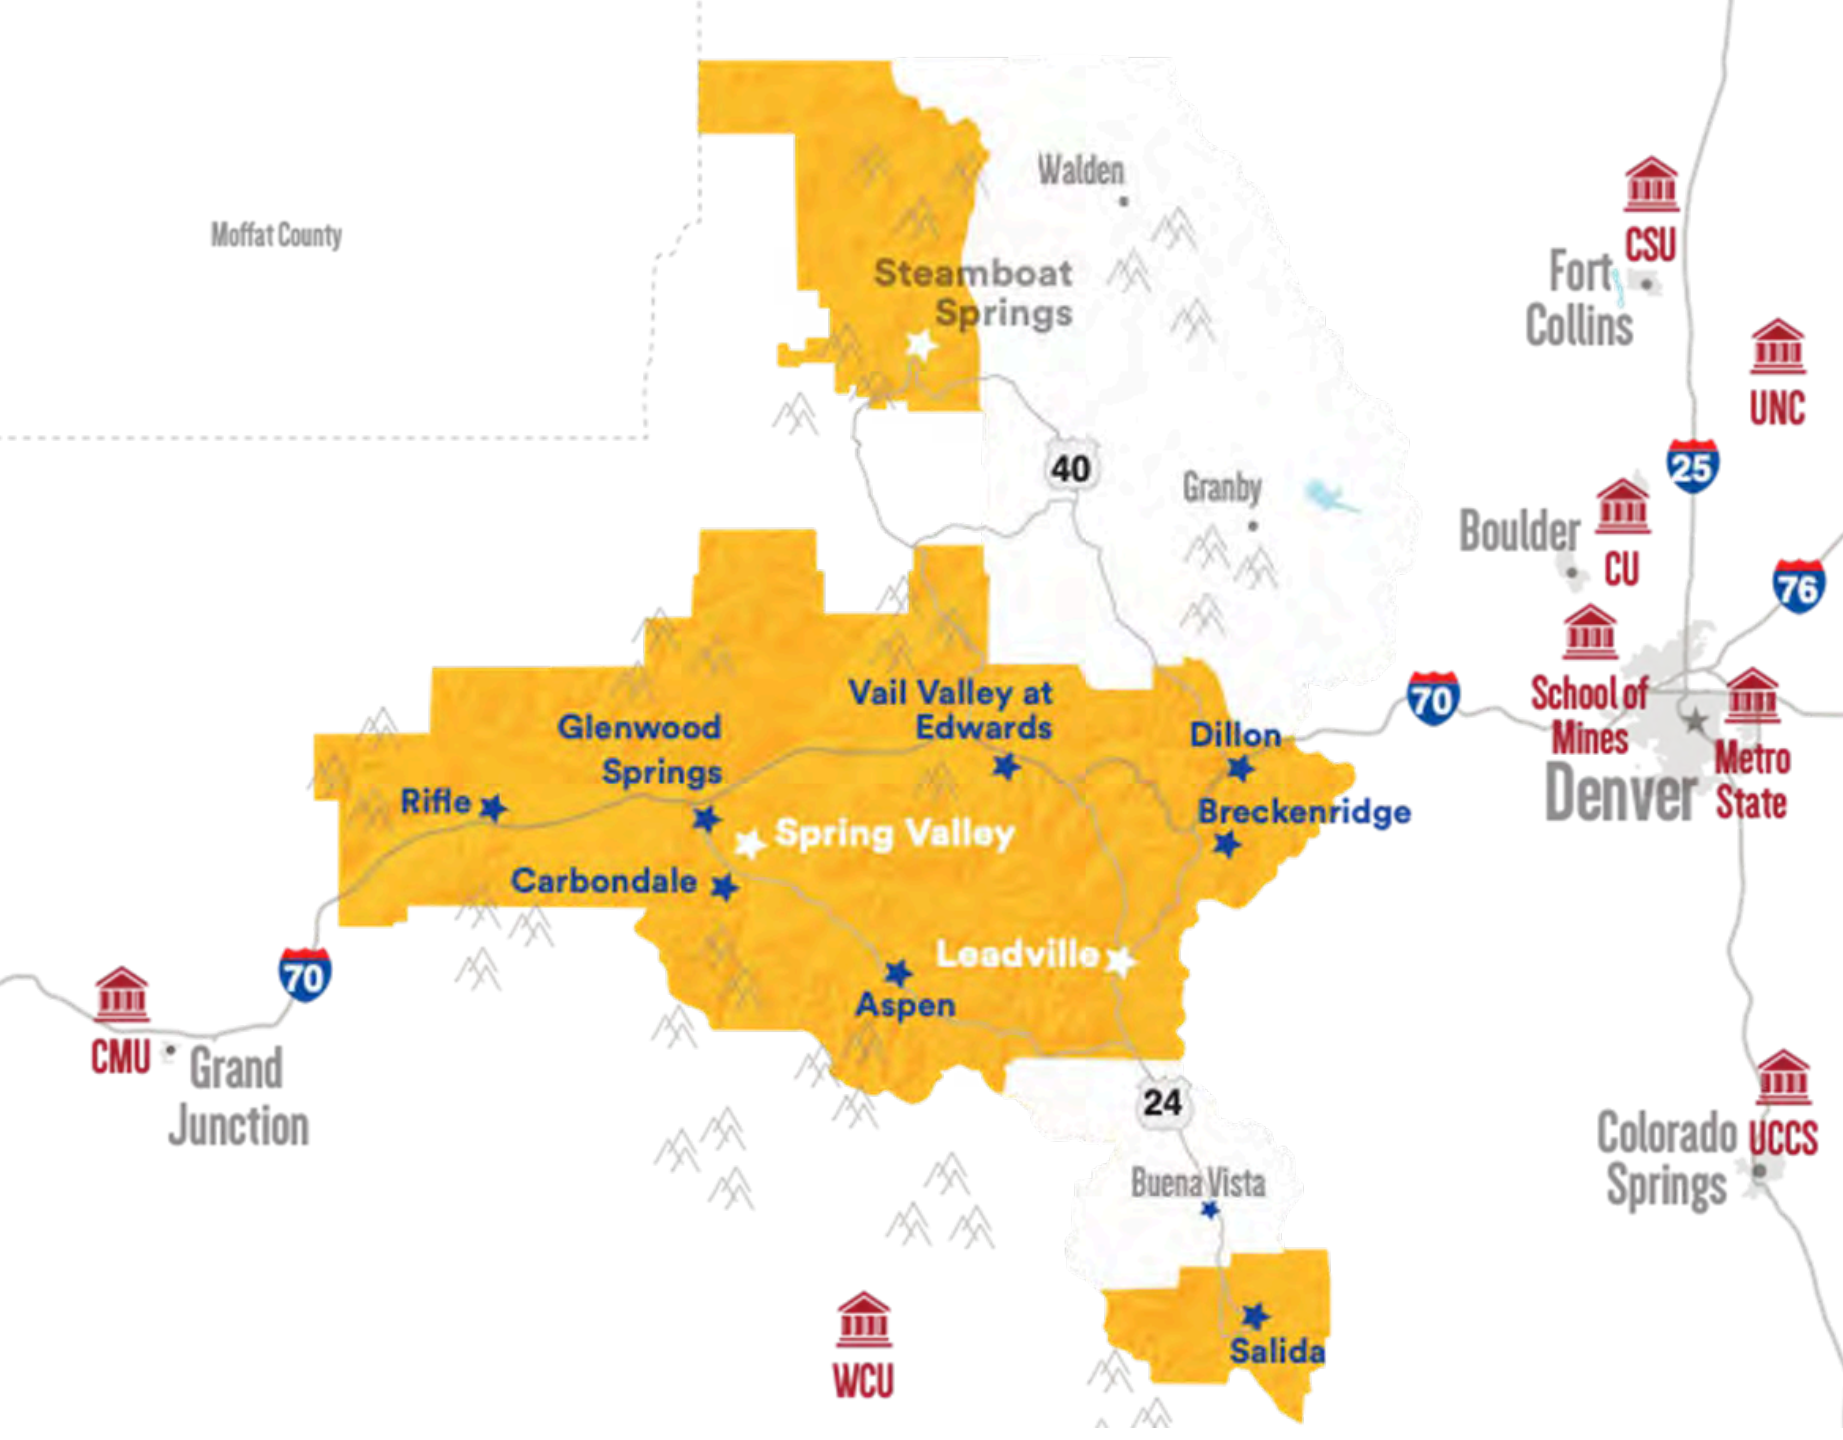 Walden
Moffat County
CSU
Steamboat
Springs
Fort
Collins
UNC
40
25
Granby
Boulder
CU
76
School of
Mines
70
Vail Valley at
Edwards
Glenwood
Springs
Dillon
Metro
State
Denver
Rifle
Breckenridge
Spring Valley
Carbondale
Leadville
70
Aspen
CMU
Grand
Junction
24
Colorado
Springs
UCCS
Buena Vista
Salida
WCU